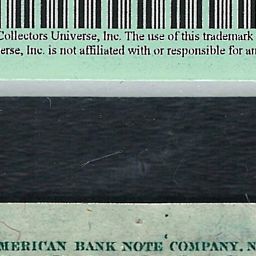 Collectors Universe, Inc. The use of this trademark
erse, Inc. is not affiliated with or responsible for an
MERICAN BANK NOTE COMPANY. N